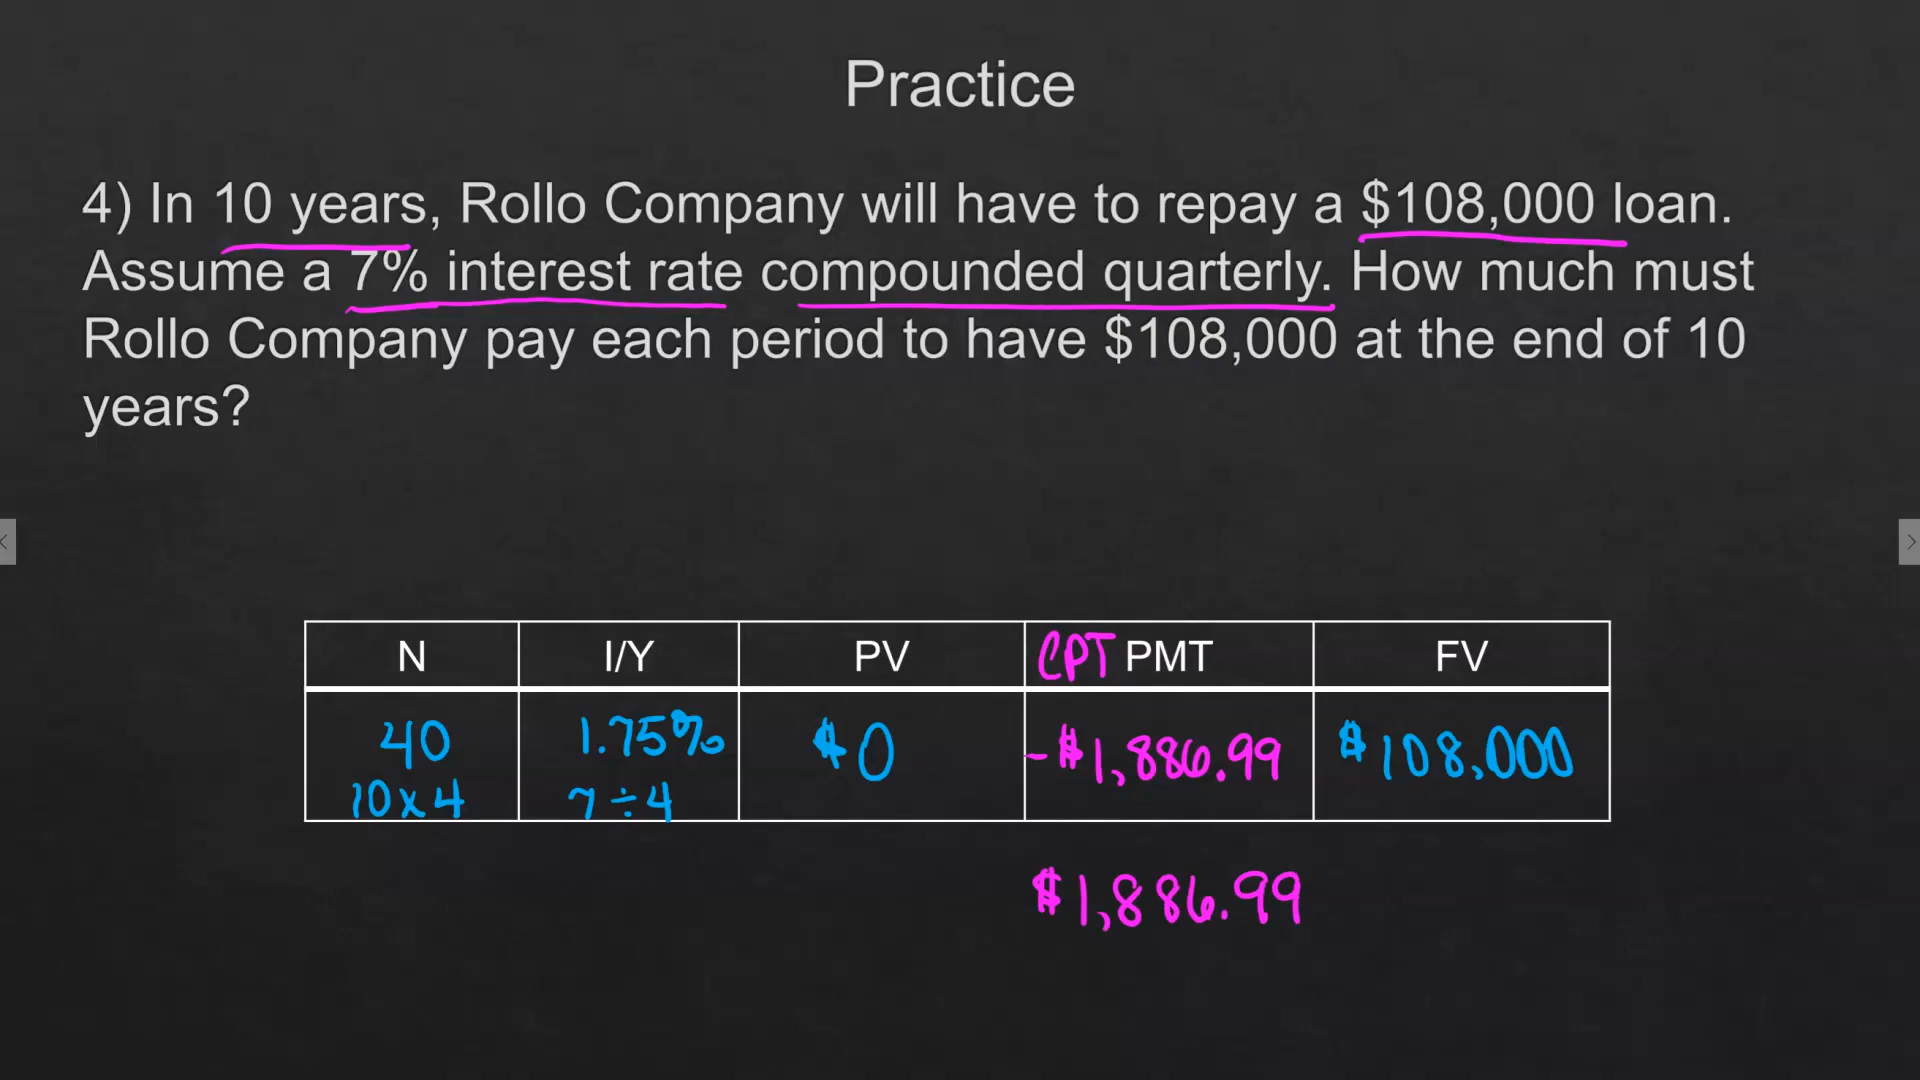 Practice
4) In 10 years, Rollo Company will have to repay a $108,000 loan.
Assume a 7% interest rate compounded quarterly. How much must
Rollo Company pay each period to have $108,000 at the end of 10
years?
N I/Y PV CPT PMT FV
40 1.75% $0 -$1,886.99 $108,000
10 x 4 7 ÷ 4
$1,886.99